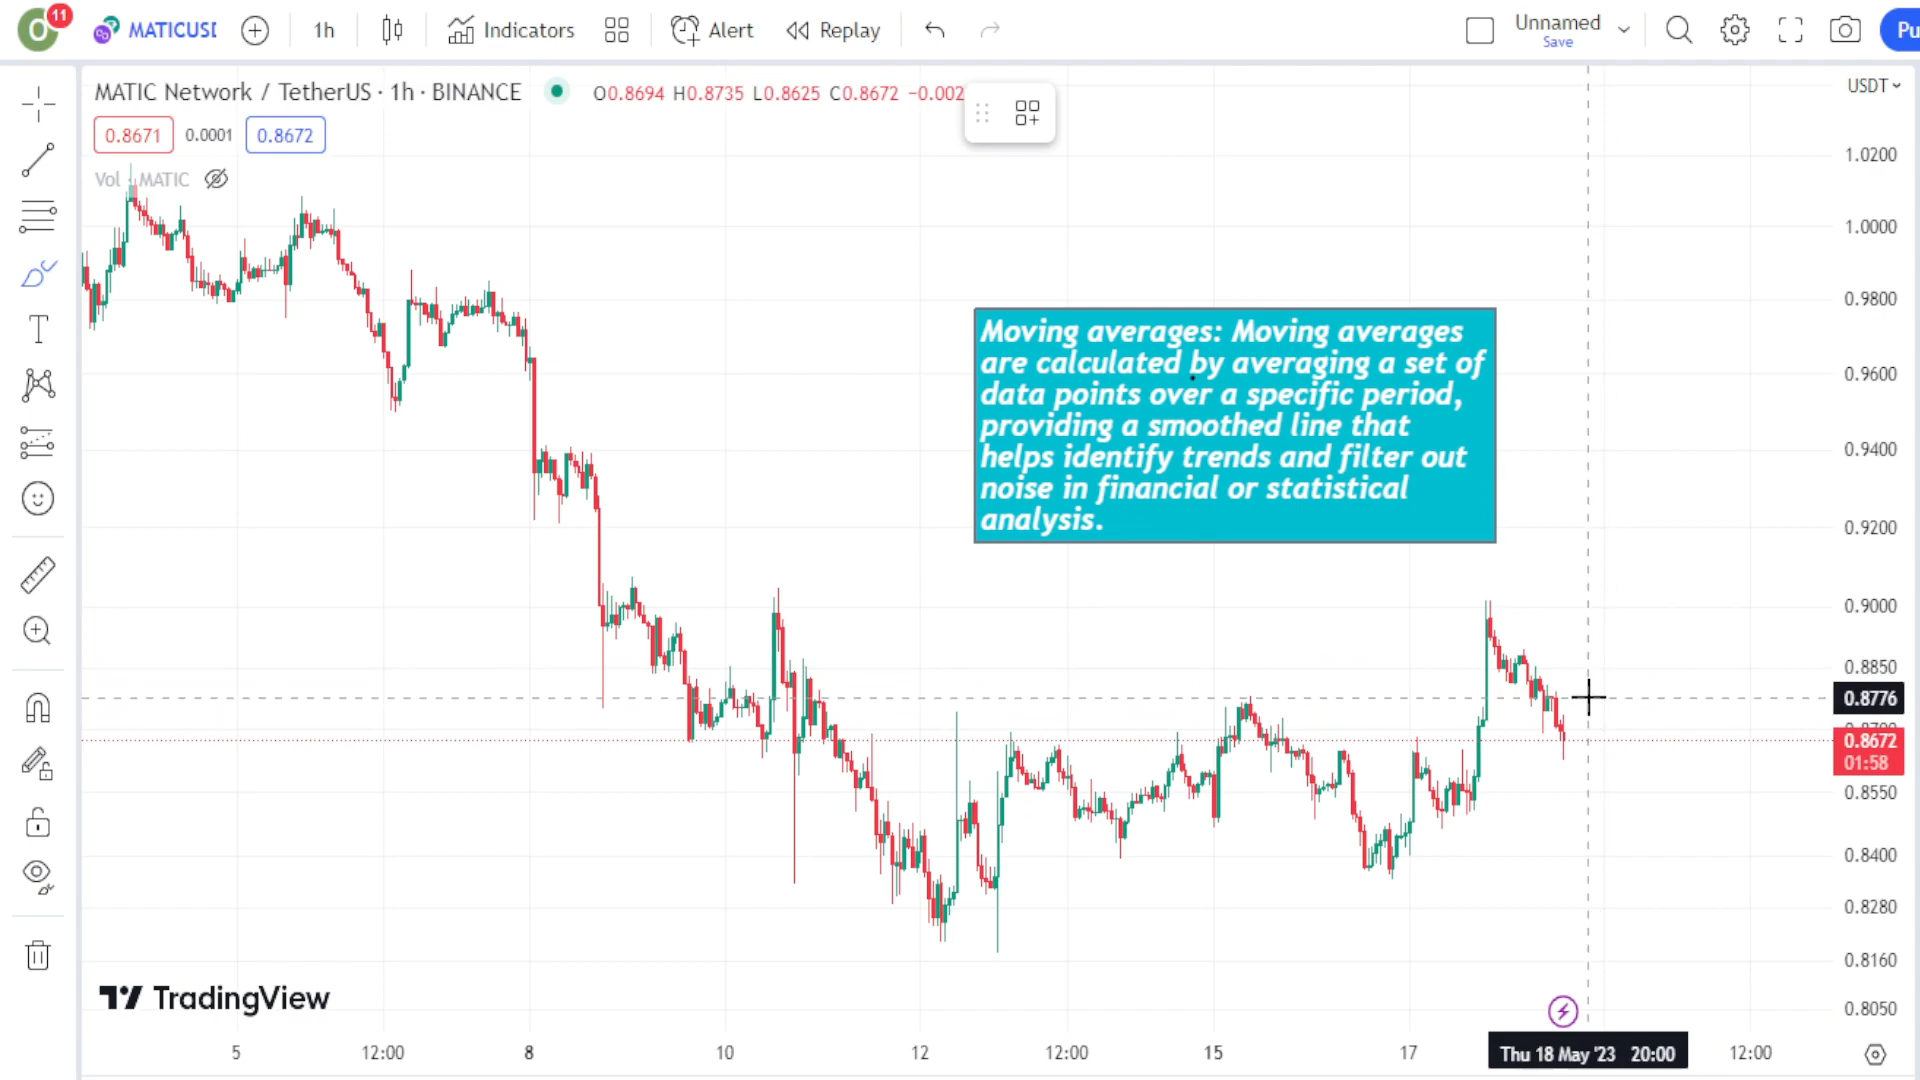 O 11 MATICUSD 1h Indicators Alert Replay Unnamed Save Pu
MATIC Network / TetherUS · 1h · BINANCE O0.8694 H0.8735 L0.8625 C0.8672 −0.002
USDT
0.8671 0.0001 0.8672
Vol · MATIC
1.0200
1.0000
0.9800
0.9600
0.9400
0.9200
0.9000
0.8850
0.8776
0.8672
01:58
0.8550
0.8400
0.8280
0.8160
0.8050
Moving averages: Moving averages
are calculated by averaging a set of
data points over a specific period,
providing a smoothed line that
helps identify trends and filter out
noise in financial or statistical
analysis.
TradingView
5 12:00 8 10 12 12:00 15 17 Thu 18 May '23 20:00 12:00